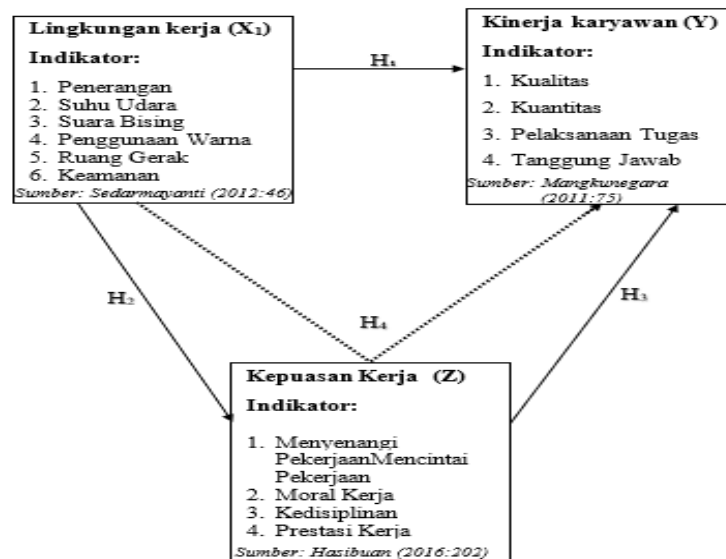 Lingkungan kerja (X₁)
Indikator:
1. Penerangan
2. Suhu Udara
3. Suara Bising
4. Penggunaan Warna
5. Ruang Gerak
6. Keamanan
Sumber: Sedarmayanti (2012:46)
H₁
Kinerja karyawan (Y)
Indikator:
1. Kualitas
2. Kuantitas
3. Pelaksanaan Tugas
4. Tanggung Jawab
Sumber: Mangkunegara
(2011:75)
H₂
H₄
H₃
Kepuasan Kerja (Z)
Indikator:
1. Menyenangi
PekerjaanMencintai
Pekerjaan
2. Moral Kerja
3. Kedisiplinan
4. Prestasi Kerja
Sumber: Hasibuan (2016:202)